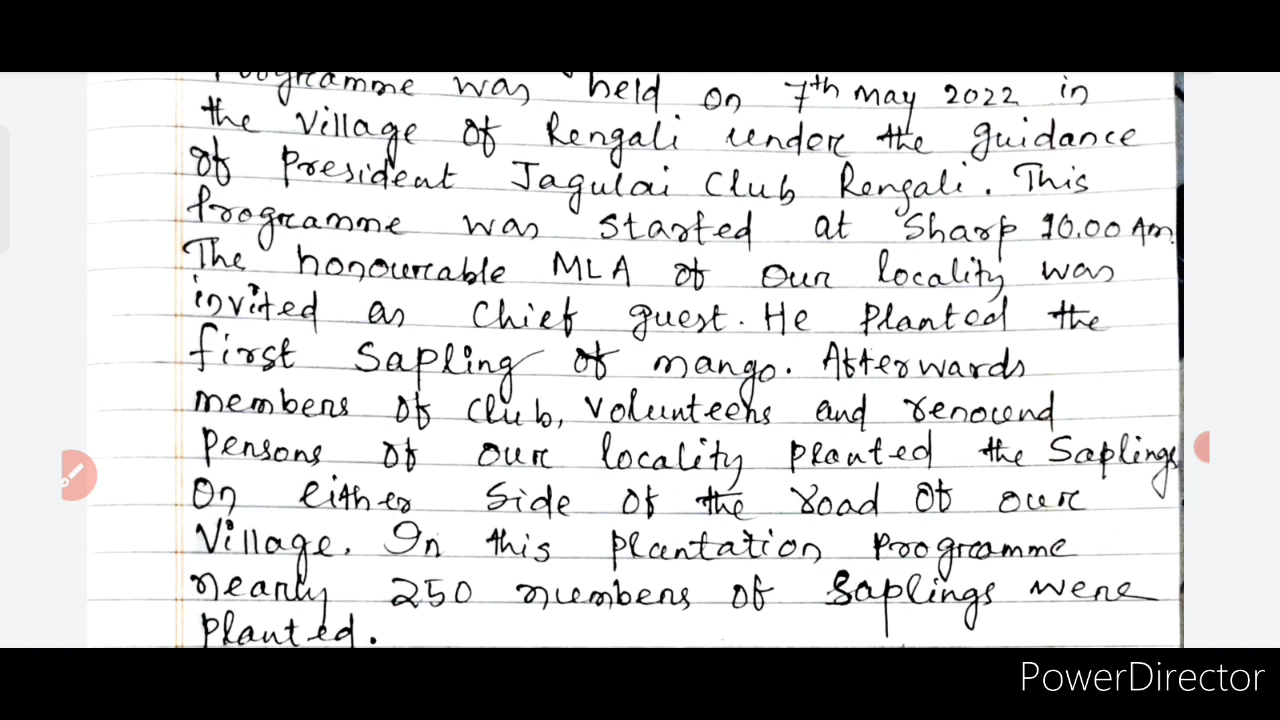 Programme was held on 7th may 2022 in
the village of Rengali under the guidance
of president Jagulai Club Rengali. This
Programme was started at Sharp 10.00 Am.
The honourable MLA of our locality was
invited as Chief guest. He planted the
first Sapling of mango. Afterwards
members of Club, Volunteers and renound
persons of our locality planted the Saplings
On either side of the road of our
Village. In this plantation programme
nearly 250 numbers of saplings were
planted.
PowerDirector